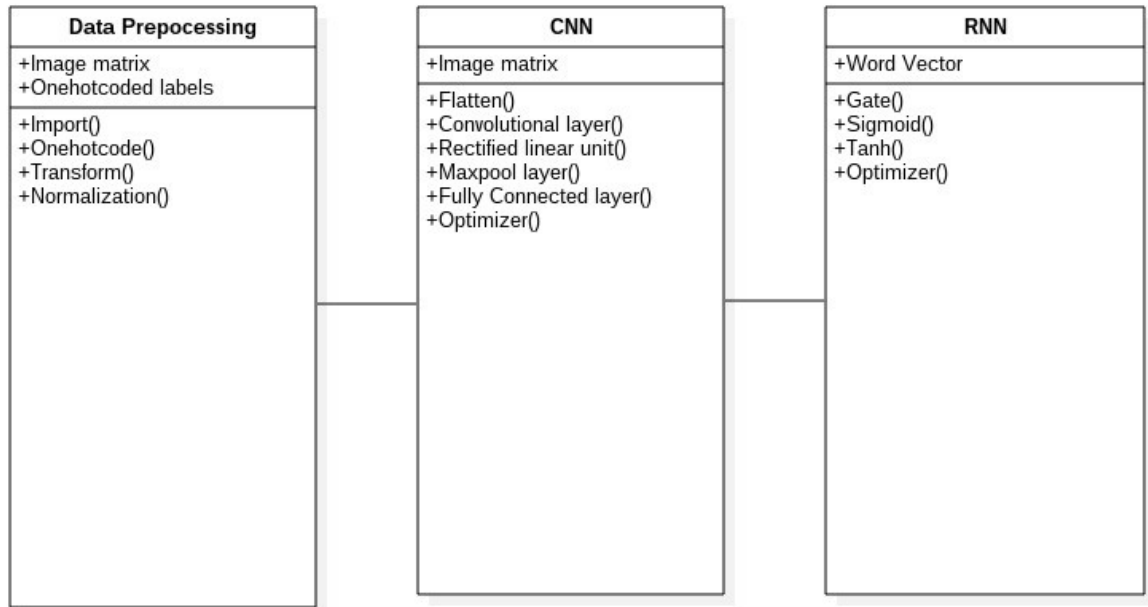 Data Prepocessing
+Image matrix
+Onehotcoded labels
+Import()
+Onehotcode()
+Transform()
+Normalization()
CNN
+Image matrix
+Flatten()
+Convolutional layer()
+Rectified linear unit()
+Maxpool layer()
+Fully Connected layer()
+Optimizer()
RNN
+Word Vector
+Gate()
+Sigmoid()
+Tanh()
+Optimizer()